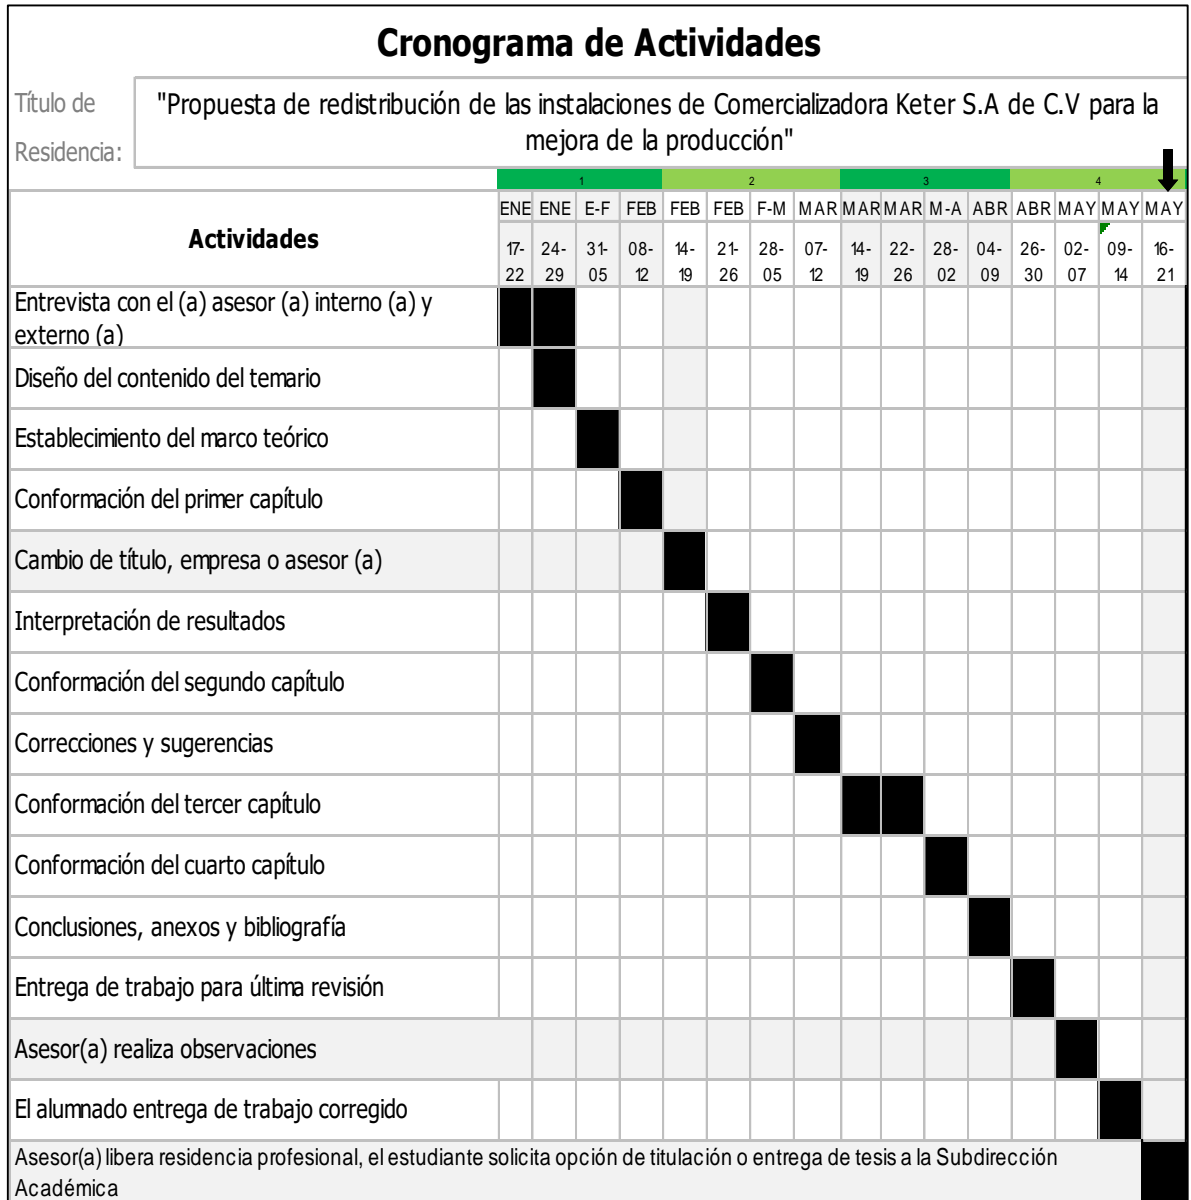 Cronograma de Actividades
Título de
Residencia:
"Propuesta de redistribución de las instalaciones de Comercializadora Keter S.A de C.V para la
mejora de la producción"
1 2 3 4
ENE ENE E-F FEB FEB FEB F-M MAR MAR MAR M-A ABR ABR MAY MAY MAY
Actividades
17- 24- 31- 08- 14- 21- 28- 07- 14- 22- 28- 04- 26- 02- 09- 16-
22 29 05 12 19 26 05 12 19 26 02 09 30 07 14 21
Entrevista con el (a) asesor (a) interno (a) y
externo (a)
Diseño del contenido del temario
Establecimiento del marco teórico
Conformación del primer capítulo
Cambio de título, empresa o asesor (a)
Interpretación de resultados
Conformación del segundo capítulo
Correcciones y sugerencias
Conformación del tercer capítulo
Conformación del cuarto capítulo
Conclusiones, anexos y bibliografía
Entrega de trabajo para última revisión
Asesor(a) realiza observaciones
El alumnado entrega de trabajo corregido
Asesor(a) libera residencia profesional, el estudiante solicita opción de titulación o entrega de tesis a la Subdirección
Académica